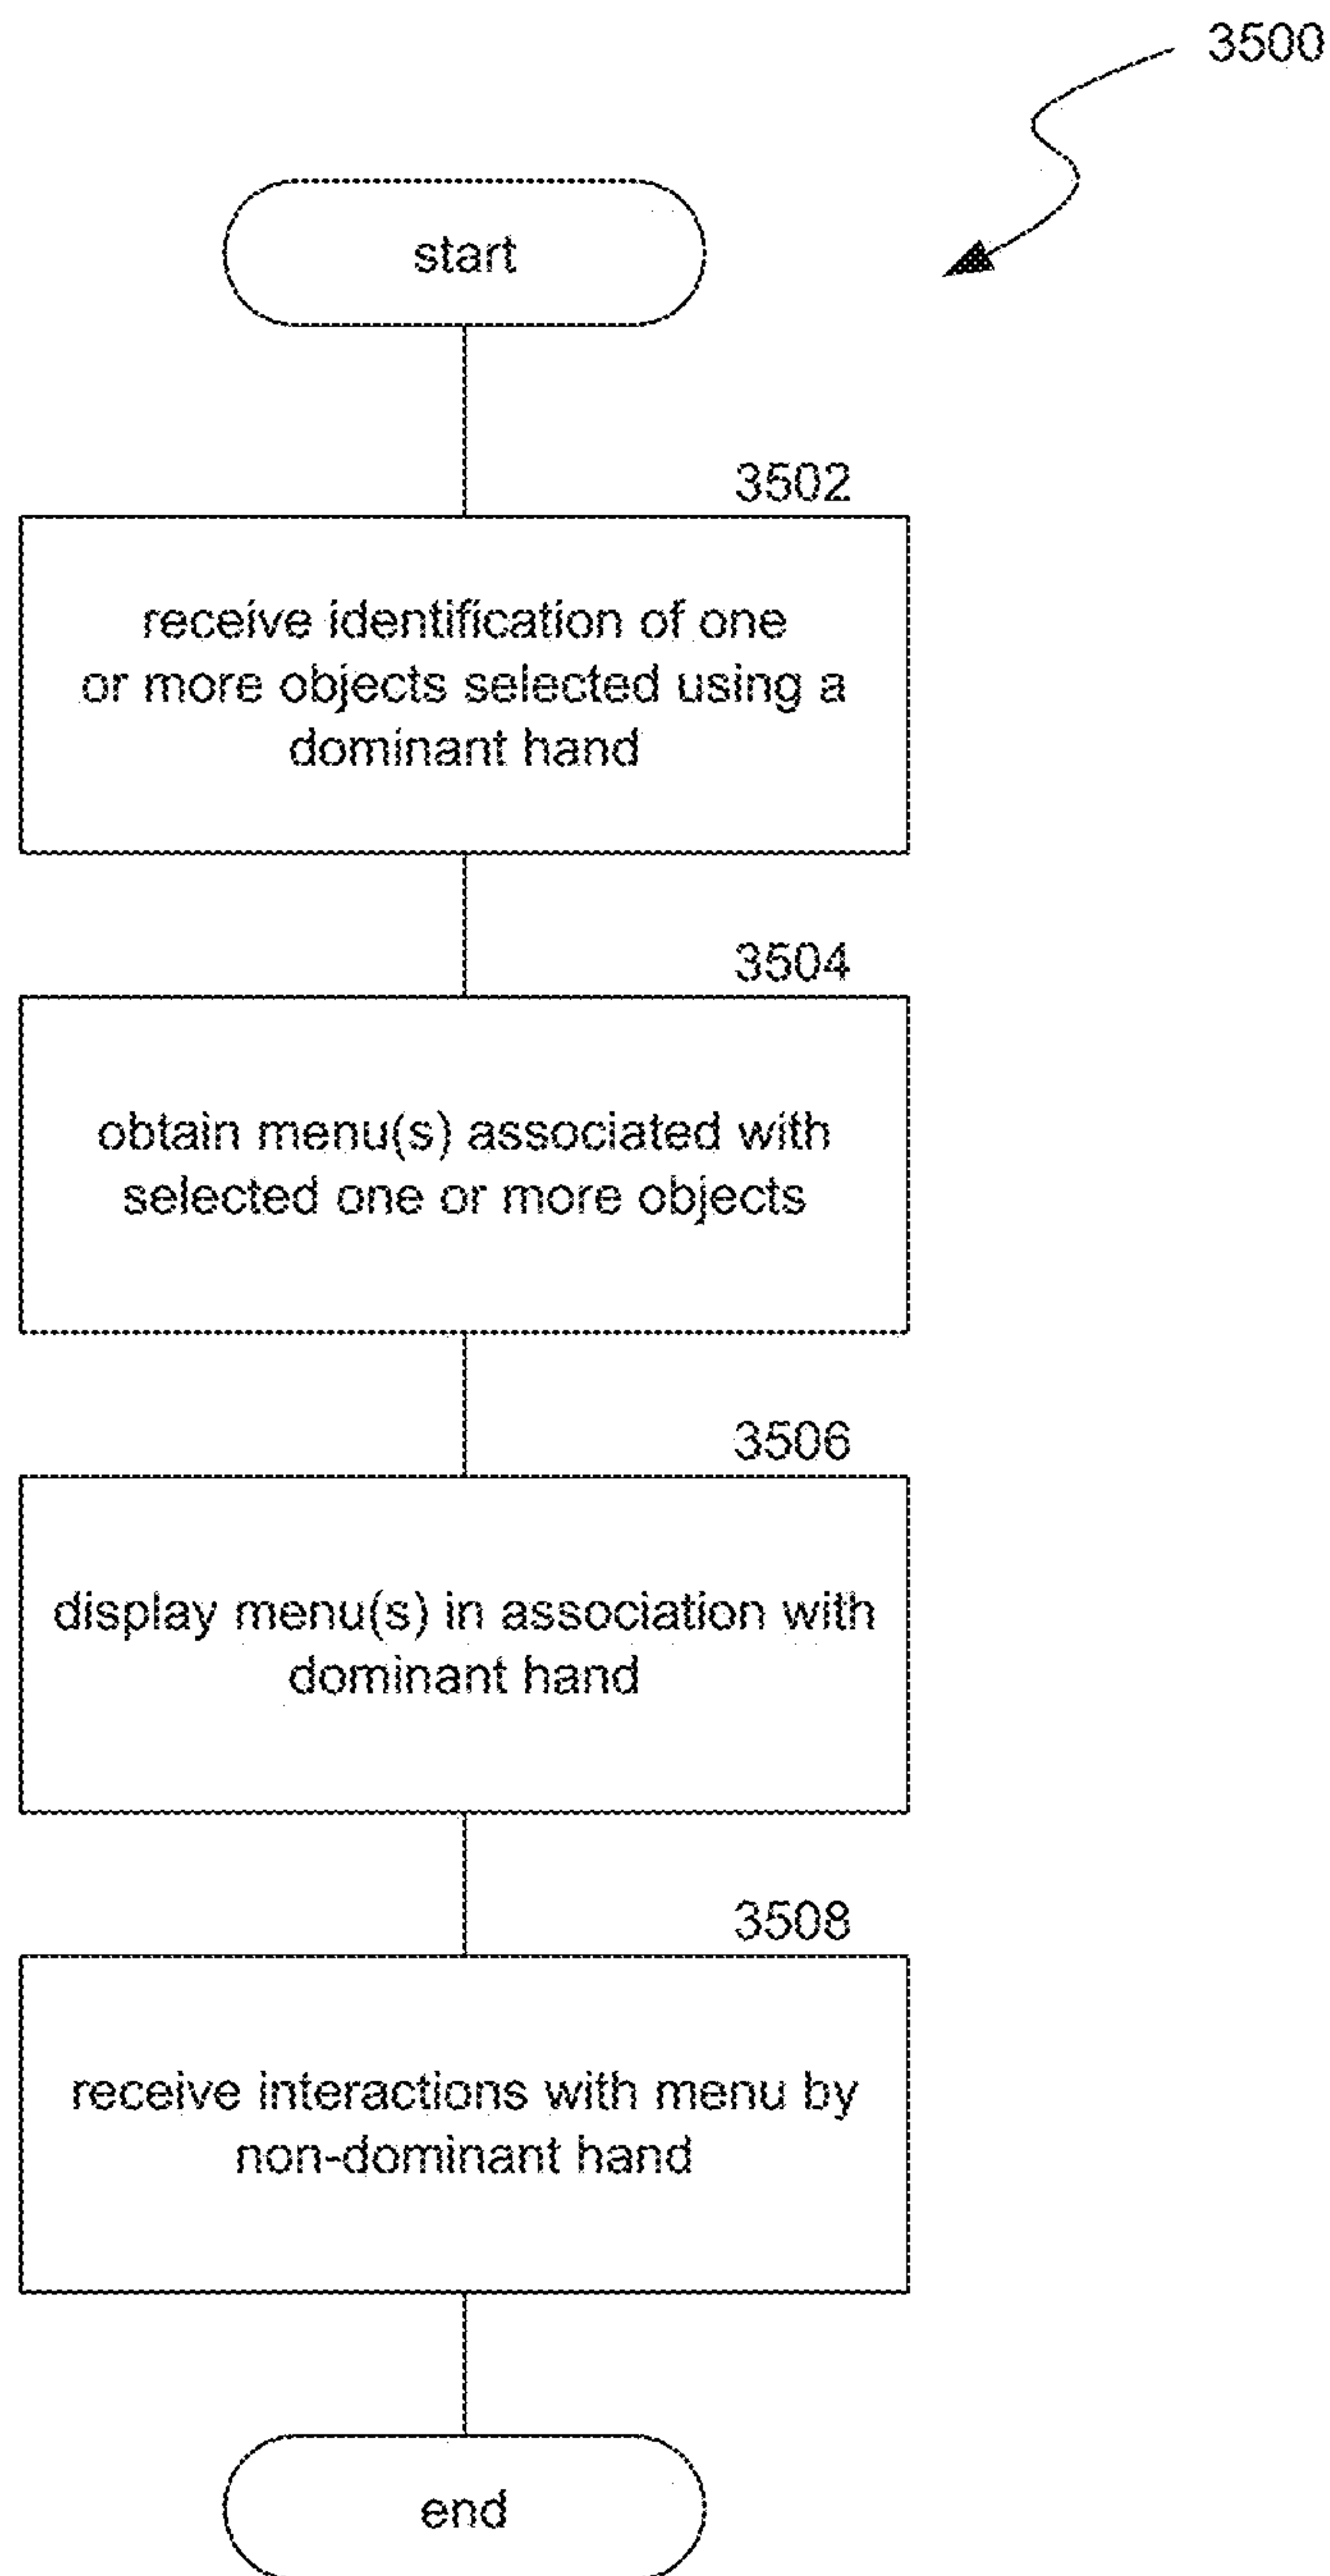 3500
start
3502
receive identification of one
or more objects selected using a
dominant hand
3504
obtain menu(s) associated with
selected one or more objects
3506
display menu(s) in association with
dominant hand
3508
receive interactions with menu by
non-dominant hand
end